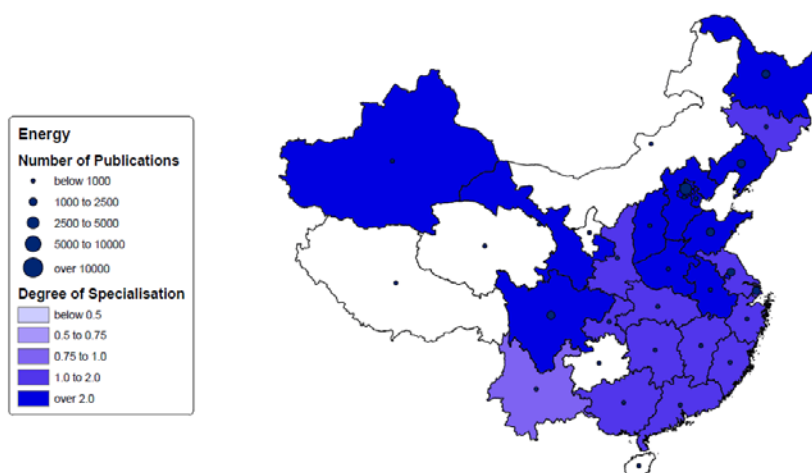 Energy
Number of Publications
below 1000
1000 to 2500
2500 to 5000
5000 to 10000
over 10000
Degree of Specialisation
below 0.5
0.5 to 0.75
0.75 to 1.0
1.0 to 2.0
over 2.0